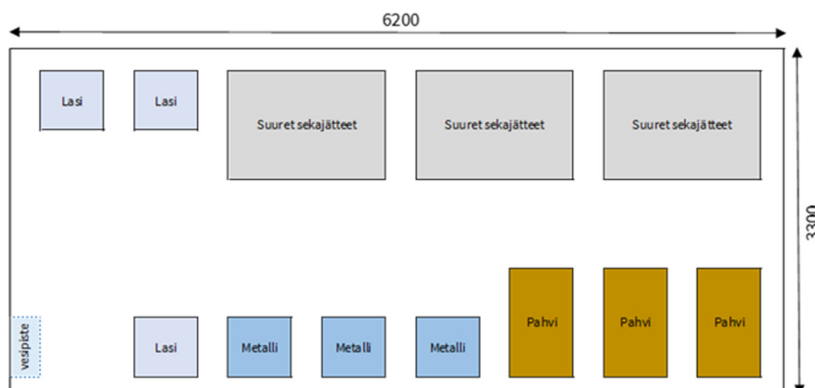 6200
Lasi
Lasi
Suuret sekajätteet
Suuret sekajätteet
Suuret sekajätteet
3300
vesipiste
Lasi
Metalli
Metalli
Metalli
Pahvi
Pahvi
Pahvi